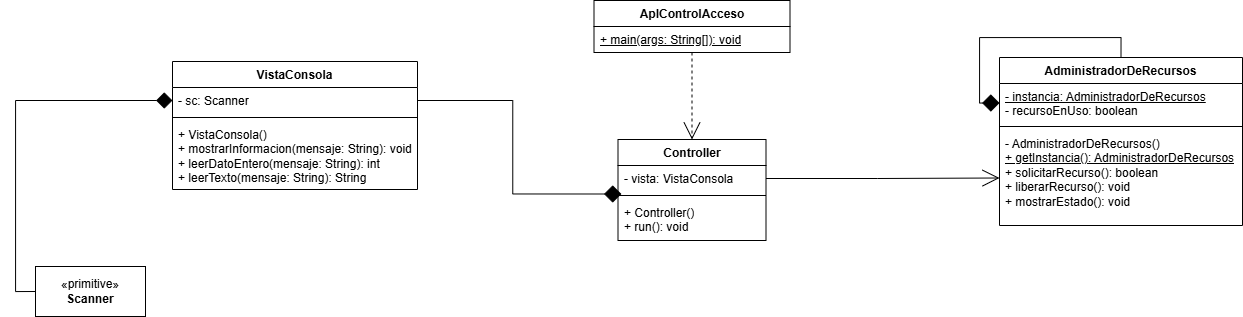 AplControlAcceso
+ main(args: String[]): void
VistaConsola
- sc: Scanner
+ VistaConsola()
+ mostrarInformacion(mensaje: String): void
+ leerDatoEntero(mensaje: String): int
+ leerTexto(mensaje: String): String
«primitive»
Scanner
Controller
- vista: VistaConsola
+ Controller()
+ run(): void
AdministradorDeRecursos
- instancia: AdministradorDeRecursos
- recursoEnUso: boolean
- AdministradorDeRecursos()
+ getInstancia(): AdministradorDeRecursos
+ solicitarRecurso(): boolean
+ liberarRecurso(): void
+ mostrarEstado(): void